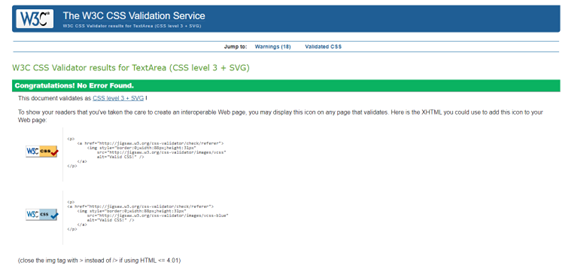 W3C The W3C CSS Validation Service
W3C CSS Validator results for TextArea (CSS level 3 + SVG)
Jump to: Warnings (18) Validated CSS
W3C CSS Validator results for TextArea (CSS level 3 + SVG)
Congratulations! No Error Found.
This document validates as CSS level 3 + SVG !
To show your readers that you've taken the care to create an interoperable Web page, you may display this icon on any page that validates. Here is the XHTML you could use to add this icon to your
Web page:
<p>
<a href="http://jigsaw.w3.org/css-validator/check/referer">
<img style="border:0;width:88px;height:31px"
src="http://jigsaw.w3.org/css-validator/images/vcss"
alt="Valid CSS!" />
</a>
</p>
W3C css
<p>
<a href="http://jigsaw.w3.org/css-validator/check/referer">
<img style="border:0;width:88px;height:31px"
src="http://jigsaw.w3.org/css-validator/images/vcss-blue"
alt="Valid CSS!" />
</a>
</p>
W3C css
(close the img tag with > instead of /> if using HTML <= 4.01)